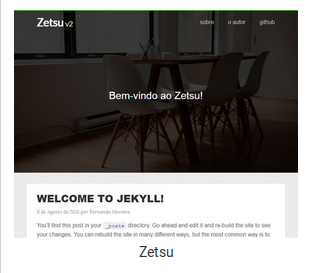 Zetsu v2
sobre o autor github
Bem-vindo ao Zetsu!
WELCOME TO JEKYLL!
8 de Agosto de 2016 por Fernando Moreira
You'll find this post in your _posts directory. Go ahead and edit it and re-build the site to see
your changes. You can rebuild the site in many different ways, but the most common way is to
Zetsu